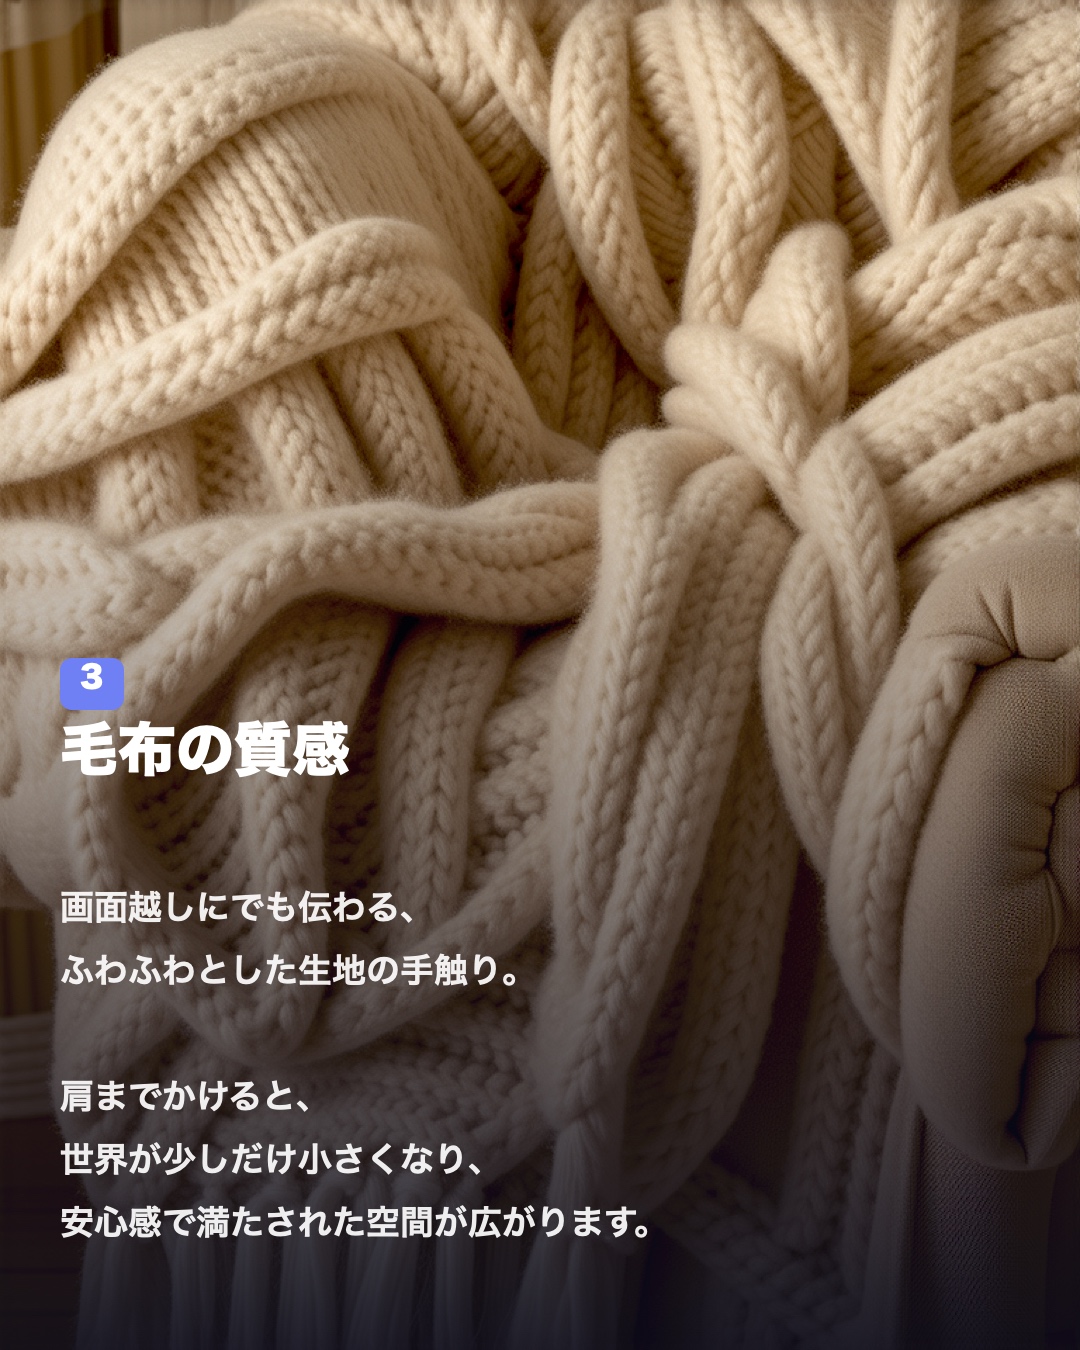 3
毛布の質感
画面越しにでも伝わる、
ふわふわとした生地の手触り。
肩までかけると、
世界が少しだけ小さくなり、
安心感で満たされた空間が広がります。